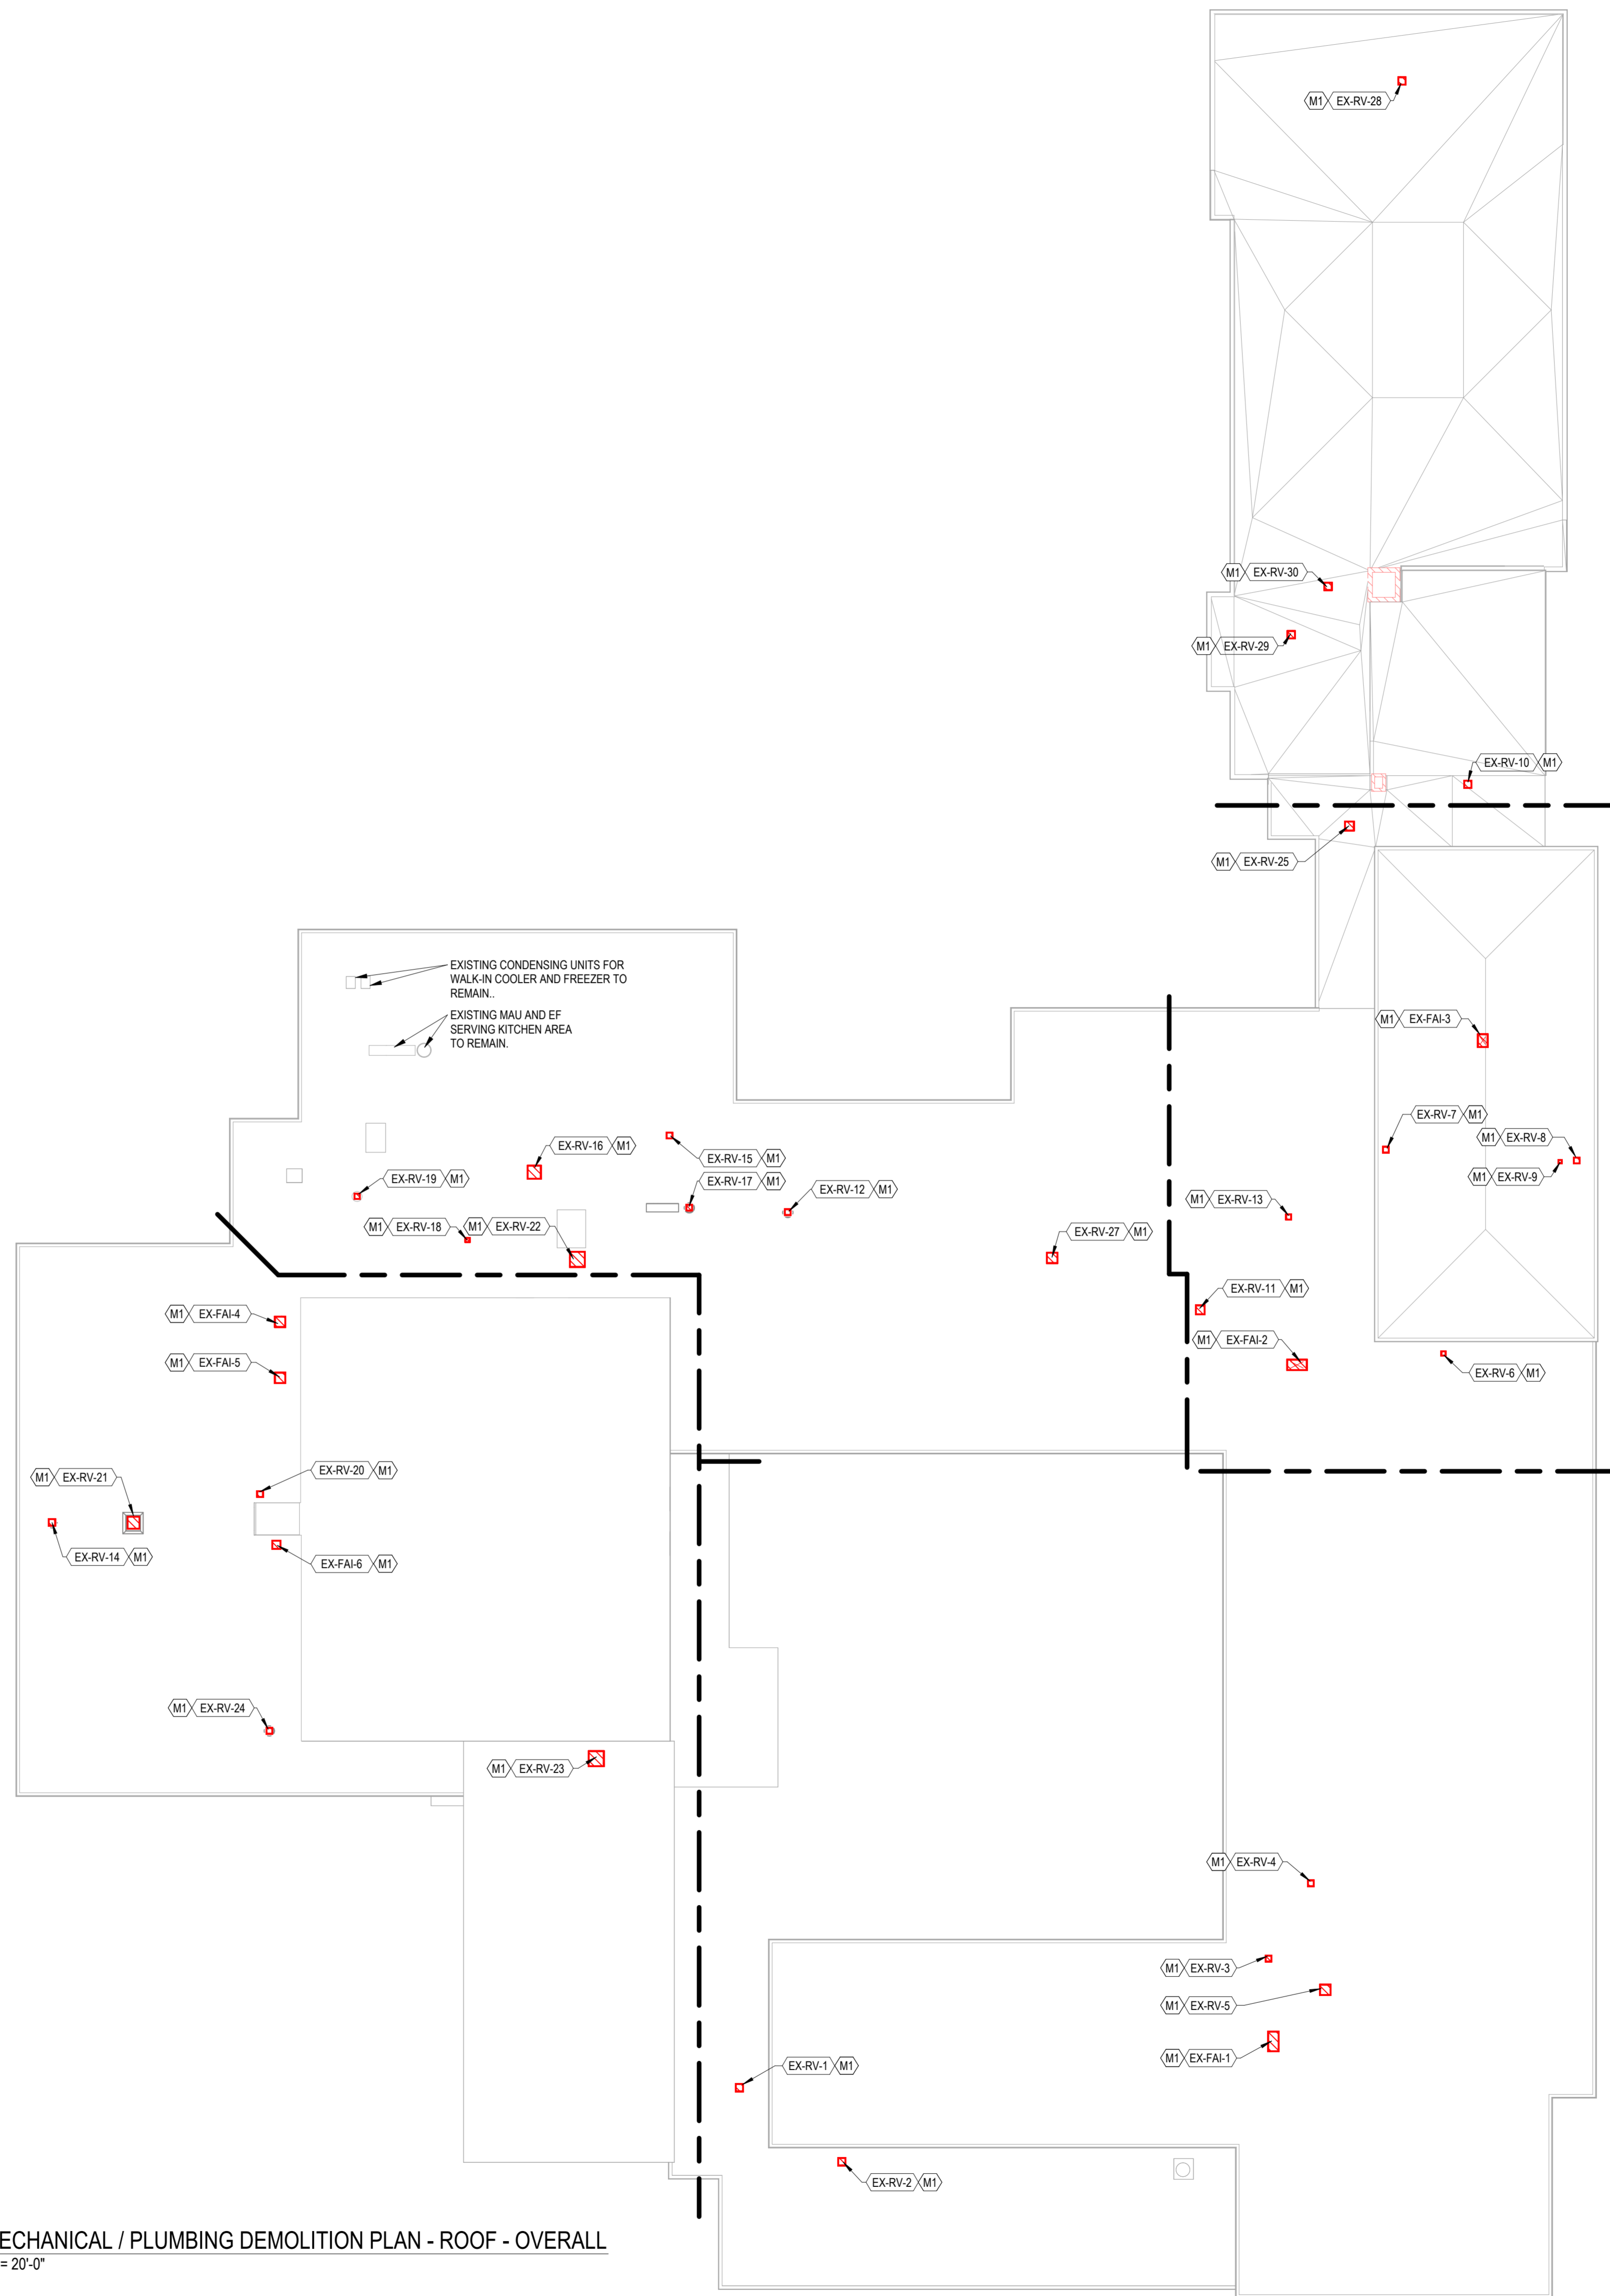 M1 EX-RV-28
M1 EX-RV-30
M1 EX-RV-29
EX-RV-10 M1
M1 EX-RV-25
EXISTING CONDENSING UNITS FOR
WALK-IN COOLER AND FREEZER TO
REMAIN..
EXISTING MAU AND EF
SERVING KITCHEN AREA
TO REMAIN.
M1 EX-FAI-3
EX-RV-7 M1
M1 EX-RV-8
EX-RV-16 M1
EX-RV-15 M1
M1 EX-RV-9
EX-RV-19 M1
EX-RV-17 M1
EX-RV-12 M1
M1 EX-RV-13
M1 EX-RV-18
M1 EX-RV-22
EX-RV-27 M1
EX-RV-11 M1
M1 EX-FAI-4
M1 EX-FAI-2
M1 EX-FAI-5
EX-RV-6 M1
M1 EX-RV-21
EX-RV-20 M1
EX-RV-14 M1
EX-FAI-6 M1
M1 EX-RV-24
M1 EX-RV-23
M1 EX-RV-4
M1 EX-RV-3
M1 EX-RV-5
M1 EX-FAI-1
EX-RV-1 M1
EX-RV-2 M1
ECHANICAL / PLUMBING DEMOLITION PLAN - ROOF - OVERALL
= 20'-0"